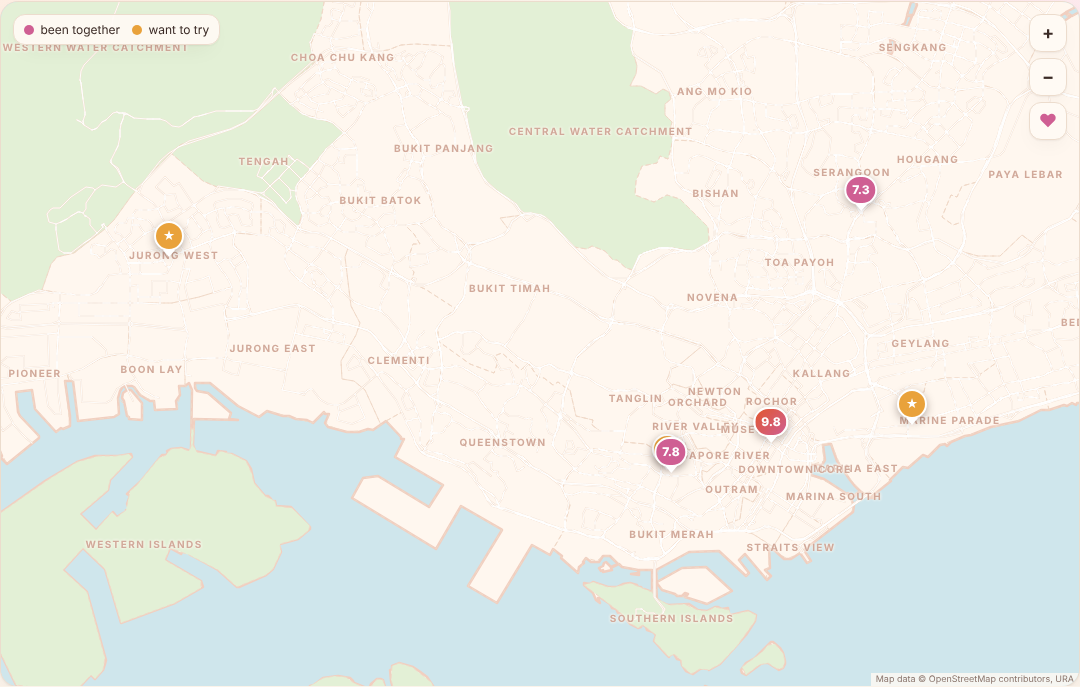 been together
want to try
WESTERN WATER CATCHMENT
CHOA CHU KANG
SENGKANG
+
−
ANG MO KIO
CENTRAL WATER CATCHMENT
BUKIT PANJANG
TENGAH
HOUGANG
SERANGOON
PAYA LEBAR
7.3
BISHAN
BUKIT BATOK
JURONG WEST
TOA PAYOH
BUKIT TIMAH
NOVENA
GEYLANG
JURONG EAST
CLEMENTI
BOON LAY
PIONEER
KALLANG
NEWTON
TANGLIN
ORCHARD
ROCHOR
MARINE PARADE
9.8
RIVER VALLEY
QUEENSTOWN
7.8
APORE RIVER
DOWNTOWN CORE
EAST
OUTRAM
MARINA SOUTH
BUKIT MERAH
WESTERN ISLANDS
STRAITS VIEW
SOUTHERN ISLANDS
Map data © OpenStreetMap contributors, URA